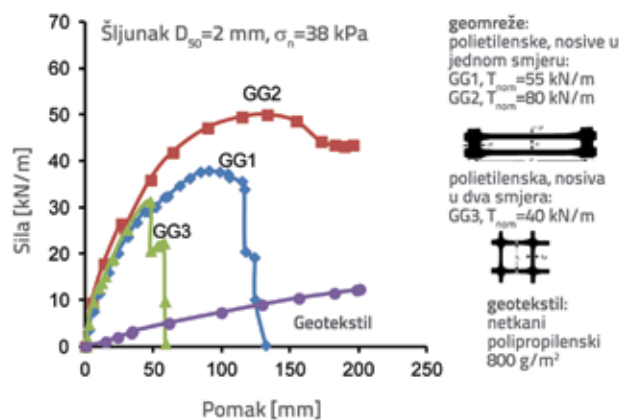 Šljunak D50=2 mm, σn=38 kPa
Sila [kN/m]
70
60
50
40
30
20
10
0
GG2
GG1
GG3
Geotekstil
0
50
100
150
200
250
Pomak [mm]
geomreže:
polietilenske, nosive u
jednom smjeru:
GG1, Tnom=55 kN/m
GG2, Tnom=80 kN/m
polietilenska, nosiva
u dva smjera:
GG3, Tnom=40 kN/m
geotekstil:
netkani
polipropilenski
800 g/m²